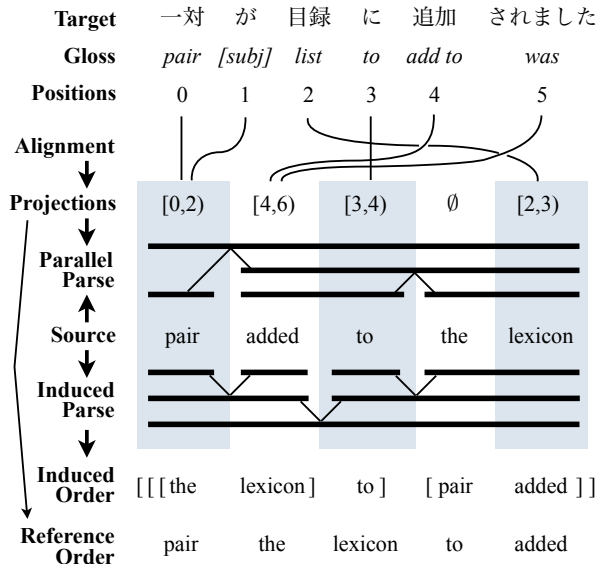 Target 一対 が 目録 に 追加 されました
Gloss pair [subj] list to add to was
Positions 0 1 2 3 4 5
Alignment
Projections [0,2) [4,6) [3,4) ∅ [2,3)
Parallel
Parse
Source pair added to the lexicon
Induced
Parse
Induced
Order [ [ [ the lexicon ] to ] [ pair added ] ]
Reference
Order pair the lexicon to added